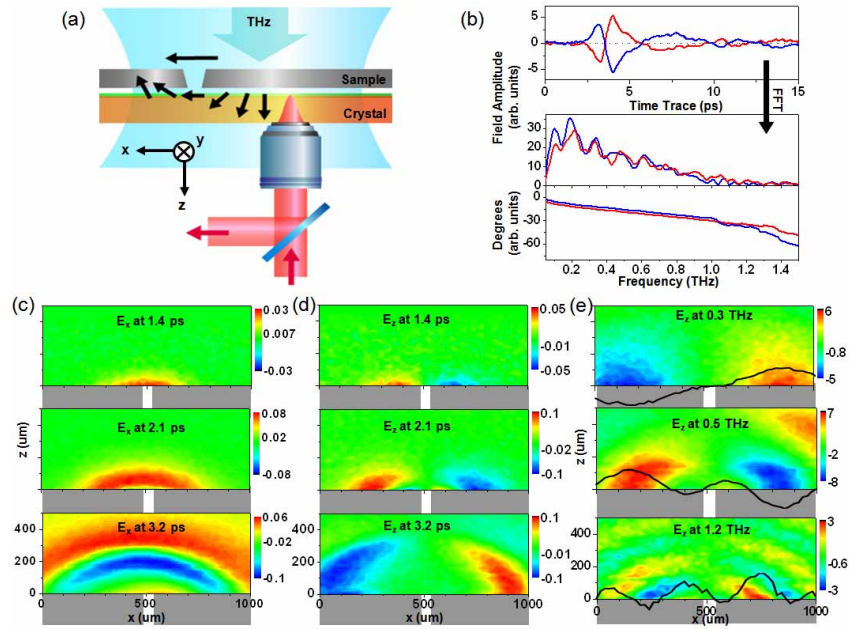 (a)
THz
Sample
Crystal
x
y
z
(b)
Field Amplitude
(arb. units)
5
0
-5
0
5
10
15
Time Trace (ps)
FFT
30
20
10
0
Degrees
(arb. units)
0
-30
-60
0.2
0.4
0.6
0.8
1.0
1.2
1.4
Frequency (THz)
(c)
Ex at 1.4 ps
0.03
0.007
-0.03
Ex at 2.1 ps
0.08
0.02
-0.08
Ex at 3.2 ps
0.06
-0.02
-0.1
z (um)
400
200
0
0
500
1000
x (um)
(d)
Ez at 1.4 ps
0.05
-0.01
-0.05
Ez at 2.1 ps
0.1
-0.01
-0.1
Ez at 3.2 ps
0.1
-0.01
-0.1
0
500
1000
x (um)
(e)
Ez at 0.3 THz
6
-0.8
-5
Ez at 0.5 THz
7
-2
-8
Ez at 1.2 THz
3
-0.6
-3
400
200
0
0
500
1000
x (um)